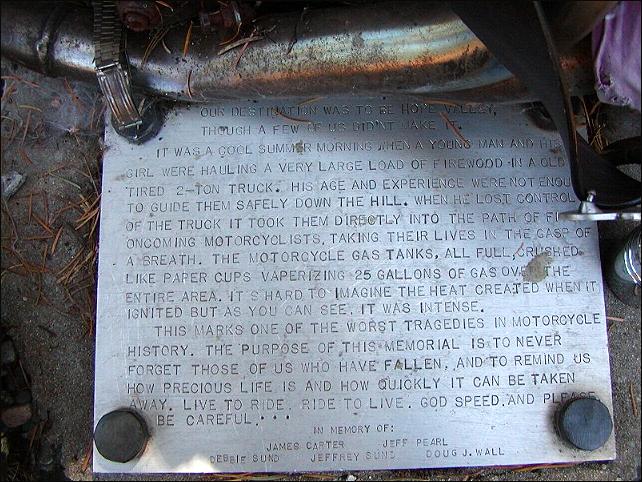 OUR DESTINATION WAS TO BE HOPE VALLEY,
THOUGH A FEW OF US DIDNT MAKE IT.
IT WAS A COOL SUMMER MORNING WHEN A YOUNG MAN AND HIS
GIRL WERE HAULING A VERY LARGE LOAD OF FIREWOOD IN A OLD
TIRED 2-TON TRUCK. HIS AGE AND EXPERIENCE WERE NOT ENOU
TO GUIDE THEM SAFELY DOWN THE HILL. WHEN HE LOST CONTROL
OF THE TRUCK IT TOOK THEM DIRECTLY INTO THE PATH OF FI
ONCOMING MOTORCYCLISTS, TAKING THEIR LIVES IN THE GASP OF
A BREATH. THE MOTORCYCLE GAS TANKS, ALL FULL, CRUSHED
LIKE PAPER CUPS VAPERIZING 25 GALLONS OF GAS OVER THE
ENTIRE AREA. IT'S HARD TO IMAGINE THE HEAT CREATED WHEN IT
IGNITED BUT AS YOU CAN SEE, IT WAS INTENSE.
THIS MARKS ONE OF THE WORST TRAGEDIES IN MOTORCYCLE
HISTORY. THE PURPOSE OF THIS MEMORIAL IS TO NEVER
FORGET THOSE OF US WHO HAVE FALLEN, AND TO REMIND US
HOW PRECIOUS LIFE IS AND HOW QUICKLY IT CAN BE TAKEN
AWAY. LIVE TO RIDE, RIDE TO LIVE. GOD SPEED, AND PLEASE
BE CAREFUL....
IN MEMORY OF:
JAMES CARTER JEFF PEARL
DEBBIE SUND JEFFREY SUND DOUG J. WALL